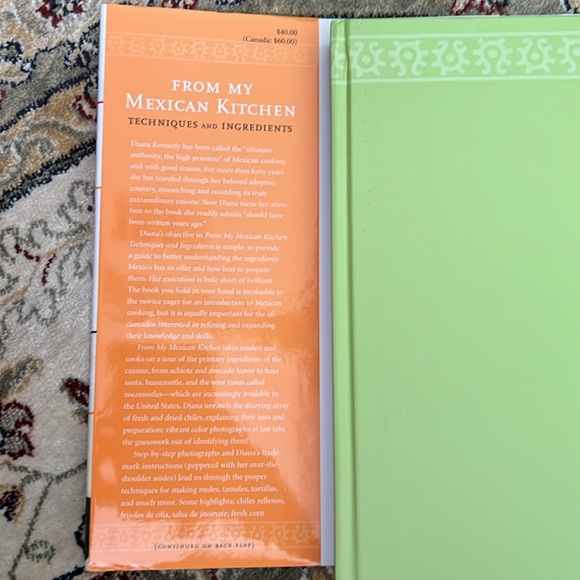 $40.00
(Canada: $60.00)
FROM MY
MEXICAN KITCHEN
TECHNIQUES AND INGREDIENTS
Diana Kennedy has been called the "ultimate
authority, the high priestess" of Mexican cooking,
and with good reason. For more than forty years
she has traveled through her beloved adoptive
country, researching and recording its truly
extraordinary cuisine. Now Diana turns her atten-
tion to the book she readily admits "should have
been written years ago."
Diana's objective in From My Mexican Kitchen:
Techniques and Ingredients is simple: to provide
a guide to better understanding the ingredients
Mexico has to offer and how best to prepare
them. Her execution is little short of brilliant.
The book you hold in your hand is invaluable to
the novice eager for an introduction to Mexican
cooking, but it is equally important for the afi-
cionados interested in refining and expanding
their knowledge and skills.
From My Mexican Kitchen takes readers and
cooks on a tour of the primary ingredients of the
cuisine, from achiote and avocado leaves to hoja
santa, huauzontle, and the sour tunas called
xoconostles—which are increasingly available in
the United States. Diana unravels the dizzying array
of fresh and dried chiles, explaining their uses and
preparation; vibrant color photographs at last take
the guesswork out of identifying them!
Step-by-step photographs and Diana's trade-
mark instructions (peppered with her over-the-
shoulder asides) lead us through the proper
techniques for making moles, tamales, tortillas,
and much more. Some highlights: chiles rellenos,
frijoles de olla, salsa de jitomate, fresh corn
(CONTINUED ON BACK FLAP)